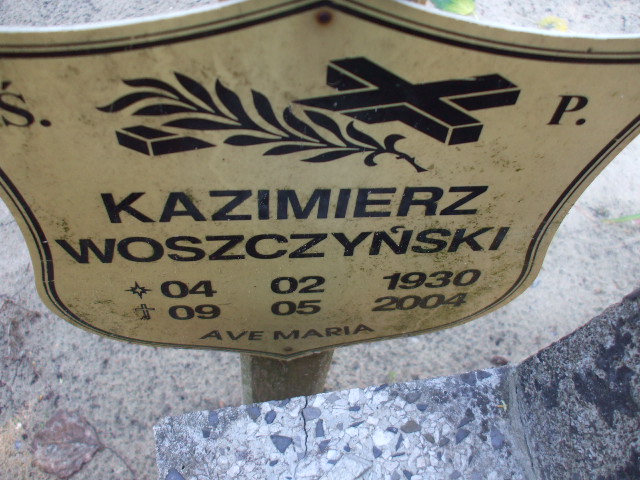 Ś. P.
KAZIMIERZ
WOSZCZYŃSKI
04 02 1930
09 05 2004
AVE MARIA